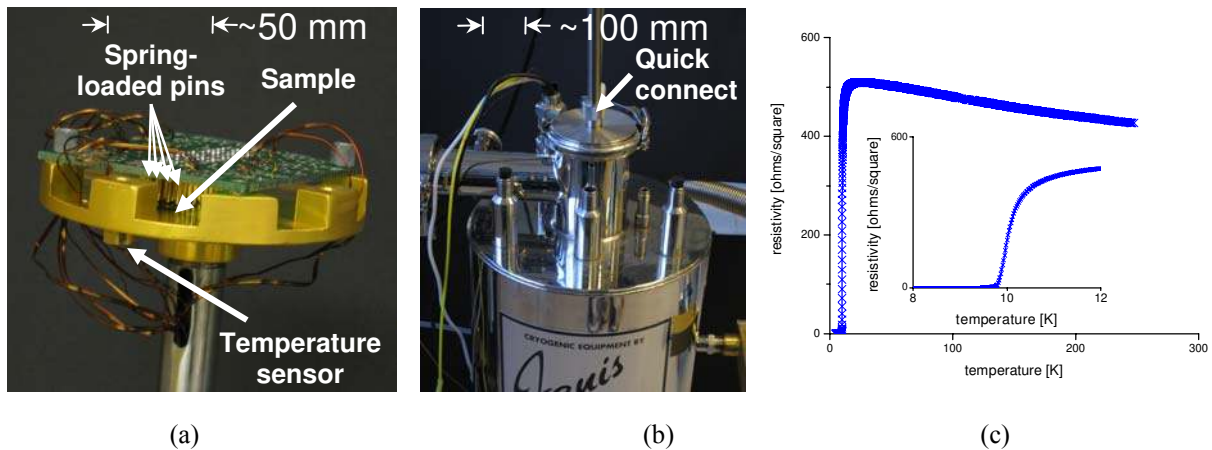 ~50 mm
Spring-
loaded pins
Sample
Temperature
sensor
(a)
~100 mm
Quick
connect
CRYOGENIC EQUIPMENT BY
Janis
(b)
600
400
200
0
0
100
200
300
resistivity [ohms/square]
temperature [K]
600
0
8
10
12
resistivity [ohms/square]
temperature [K]
(c)